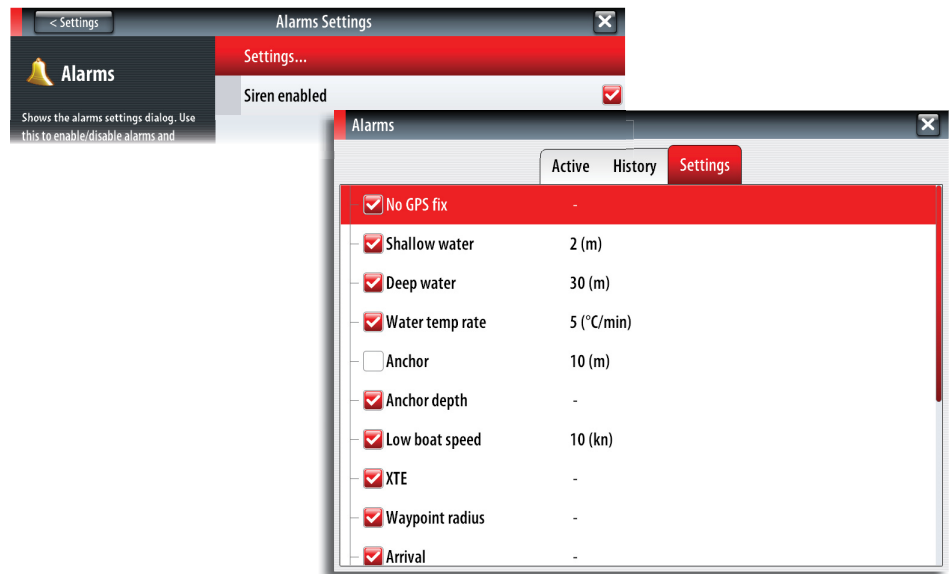 < Settings
Alarms Settings
Alarms
Shows the alarms settings dialog. Use
this to enable/disable alarms and
Settings...
Siren enabled
Alarms
Active History Settings
No GPS fix -
Shallow water 2 (m)
Deep water 30 (m)
Water temp rate 5 (°C/min)
Anchor 10 (m)
Anchor depth -
Low boat speed 10 (kn)
XTE -
Waypoint radius -
Arrival -